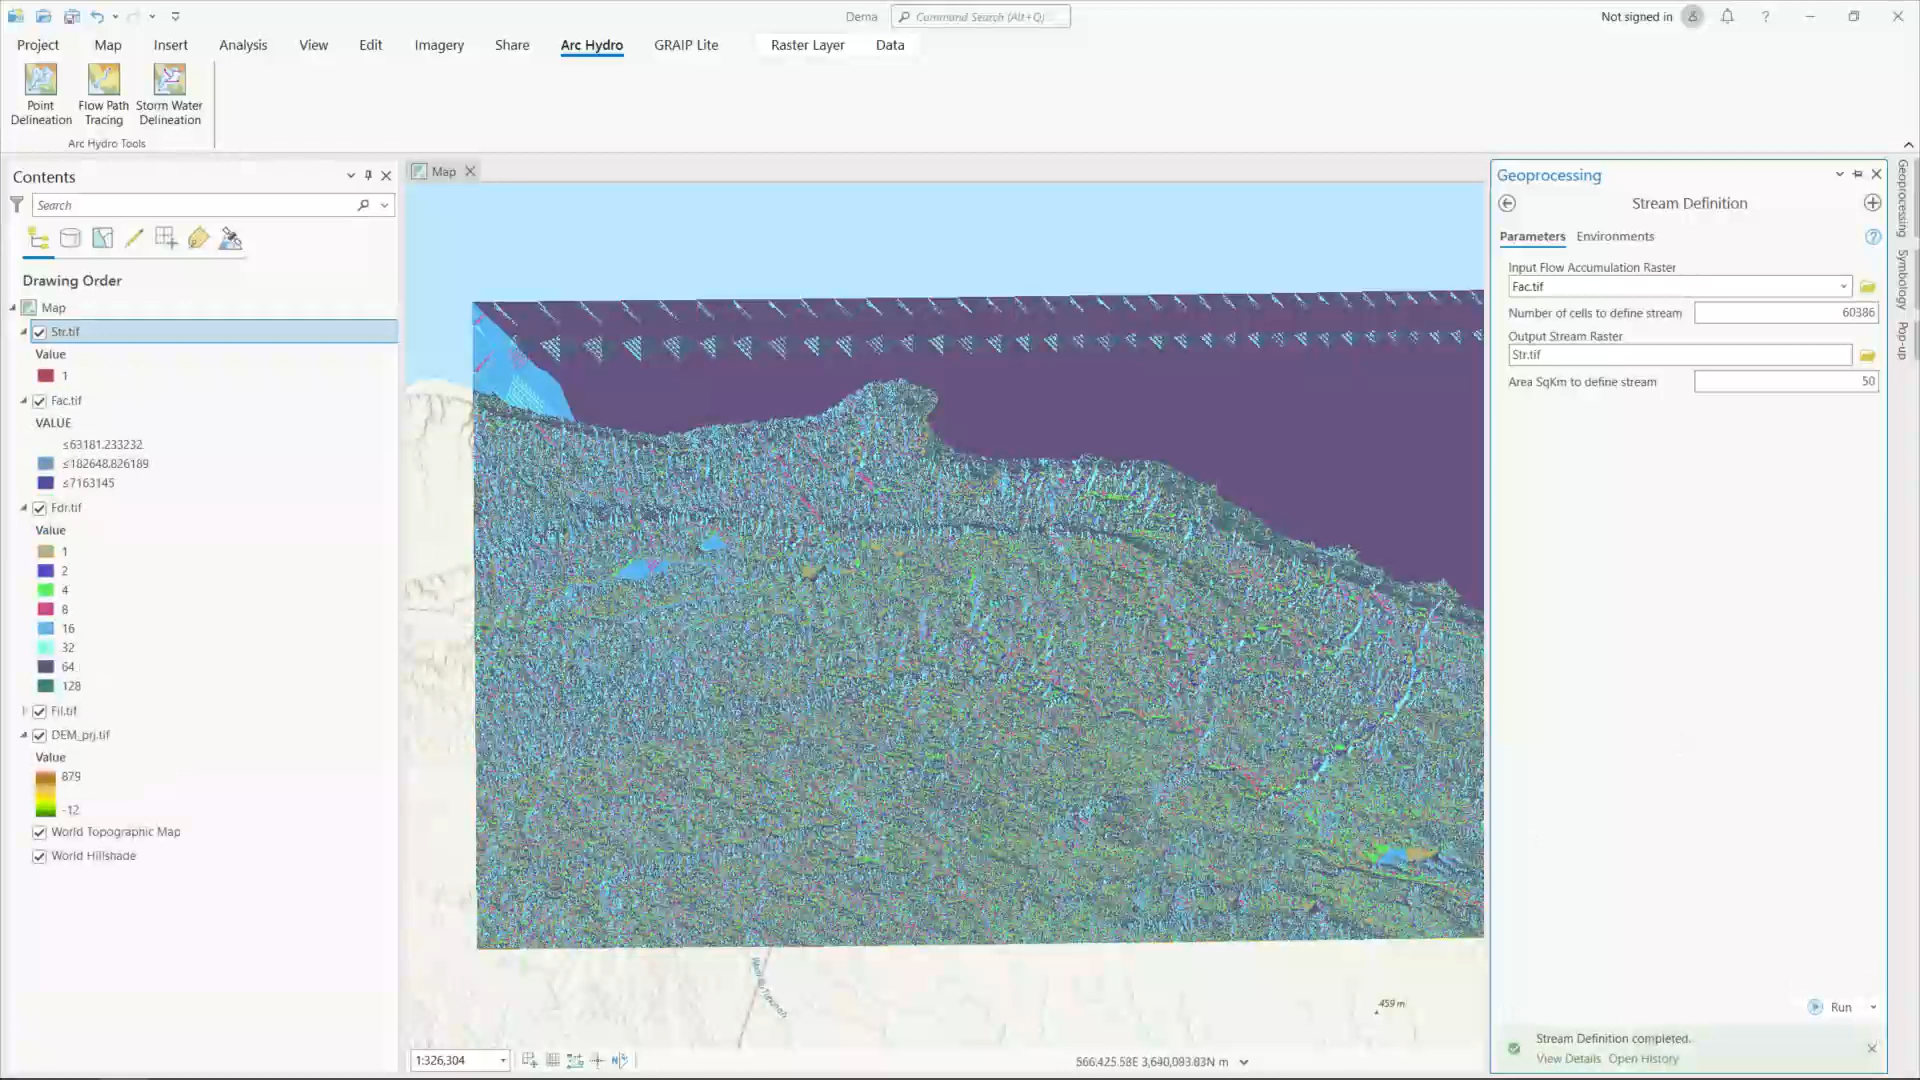 Derna
Command Search (Alt+Q)
Not signed in
Project
Map
Insert
Analysis
View
Edit
Imagery
Share
Arc Hydro
GRAIP Lite
Raster Layer
Data
Point Delineation
Flow Path Tracing
Storm Water Delineation
Arc Hydro Tools
Contents
Search
Drawing Order
Map
Str.tif
Value
1
Fac.tif
VALUE
≤63181.233232
≤182648.826189
≤7163145
Fdr.tif
Value
1
2
4
8
16
32
64
128
Fil.tif
DEM_prj.tif
Value
879
-12
World Topographic Map
World Hillshade
Map
459 m
1:326,304
566,425.58E 3,640,093.83N m
Geoprocessing
Stream Definition
Parameters
Environments
Input Flow Accumulation Raster
Fac.tif
Number of cells to define stream
60386
Output Stream Raster
Str.tif
Area SqKm to define stream
50
Run
Stream Definition completed.
View Details Open History
Geoprocessing
Symbology
Pop-up